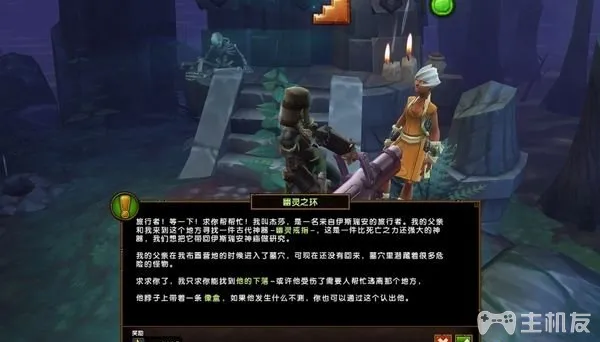 幽灵之环
旅行者！等一下！求你帮帮忙！我叫杰莎，是一名来自伊斯瑞安的旅行者。我的父亲
和我来到这个地方寻找一件古代神器-幽灵戒指-，这是一件比死亡之力还强大的神
器，我们想把它带回伊斯瑞安神庙做研究。
我的父亲在我布置营地的时候进入了墓穴，可现在还没有回来，墓穴里潜藏着很多危
险的怪物。
求求你了，我只求你能找到他的下落-或许他受伤了需要人帮忙逃离那个地方，
他脖子上带着一条 像盒，如果他发生什么不测，你也可以通过这个认出他。
奖励
主机友